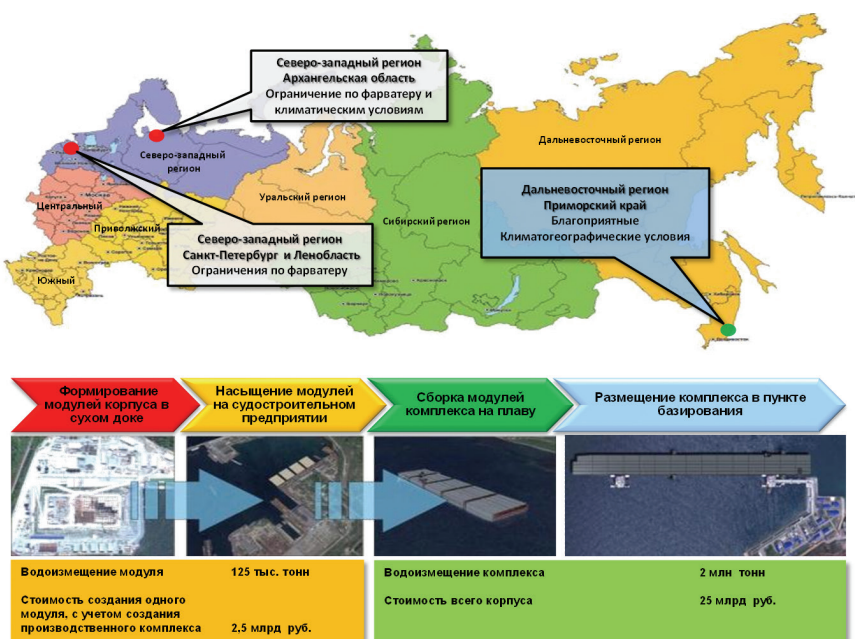 Северо-западный регион
Архангельская область
Ограничение по фарватеру и
климатическим условиям
Дальневосточный регион
Северо-западный
регион
Дальневосточный регион
Приморский край
Благоприятные
Климатогеографические условия
Уральский регион
Центральный
Сибирский регион
Приволжский
Северо-западный регион
Санкт-Петербург и Ленобласть
Ограничения по фарватеру
Южный
Формирование
модулей корпуса в
сухом доке
Насыщение модулей
на судостроительном
предприятии
Сборка модулей
комплекса на плаву
Размещение комплекса в пункте
базирования
Водоизмещение модуля 125 тыс. тонн
Стоимость создания одного
модуля, с учетом создания
производственного комплекса 2,5 млрд руб.
Водоизмещение комплекса 2 млн тонн
Стоимость всего корпуса 25 млрд руб.